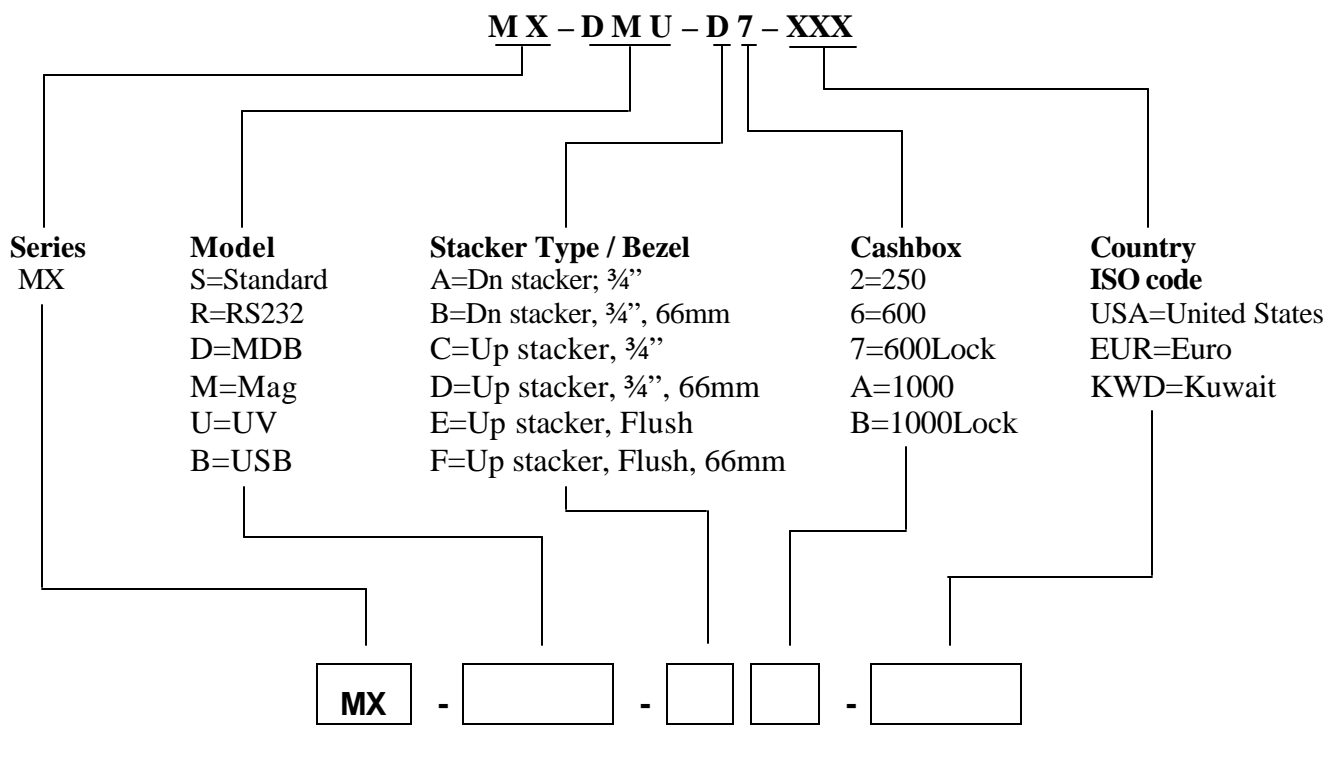 MX – DMU – D 7 – XXX
Series
MX
Model
S=Standard
R=RS232
D=MDB
M=Mag
U=UV
B=USB
Stacker Type / Bezel
A=Dn stacker; ¾”
B=Dn stacker, ¾”, 66mm
C=Up stacker, ¾”
D=Up stacker, ¾”, 66mm
E=Up stacker, Flush
F=Up stacker, Flush, 66mm
Cashbox
2=250
6=600
7=600Lock
A=1000
B=1000Lock
Country
ISO code
USA=United States
EUR=Euro
KWD=Kuwait
MX - - -